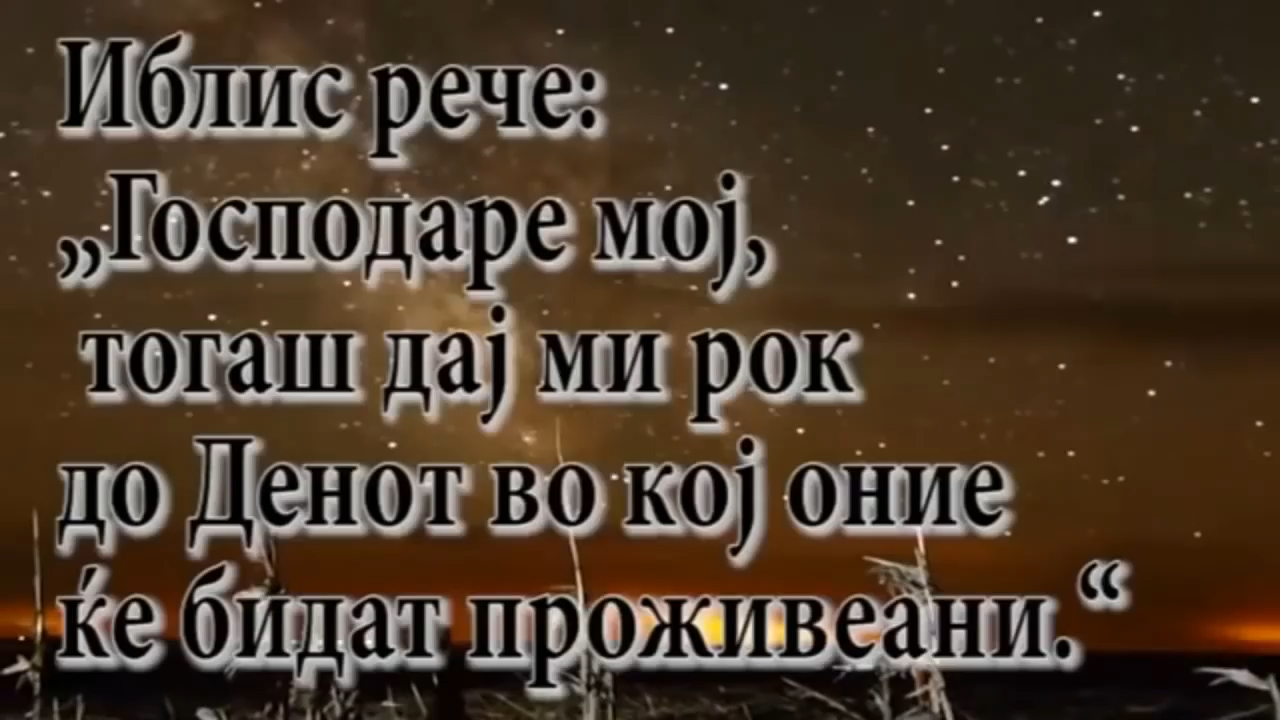 Иблис рече:
„Господаре мој,
тогаш дај ми рок
до Денот во кој оние
ќе бидат проживеани.“